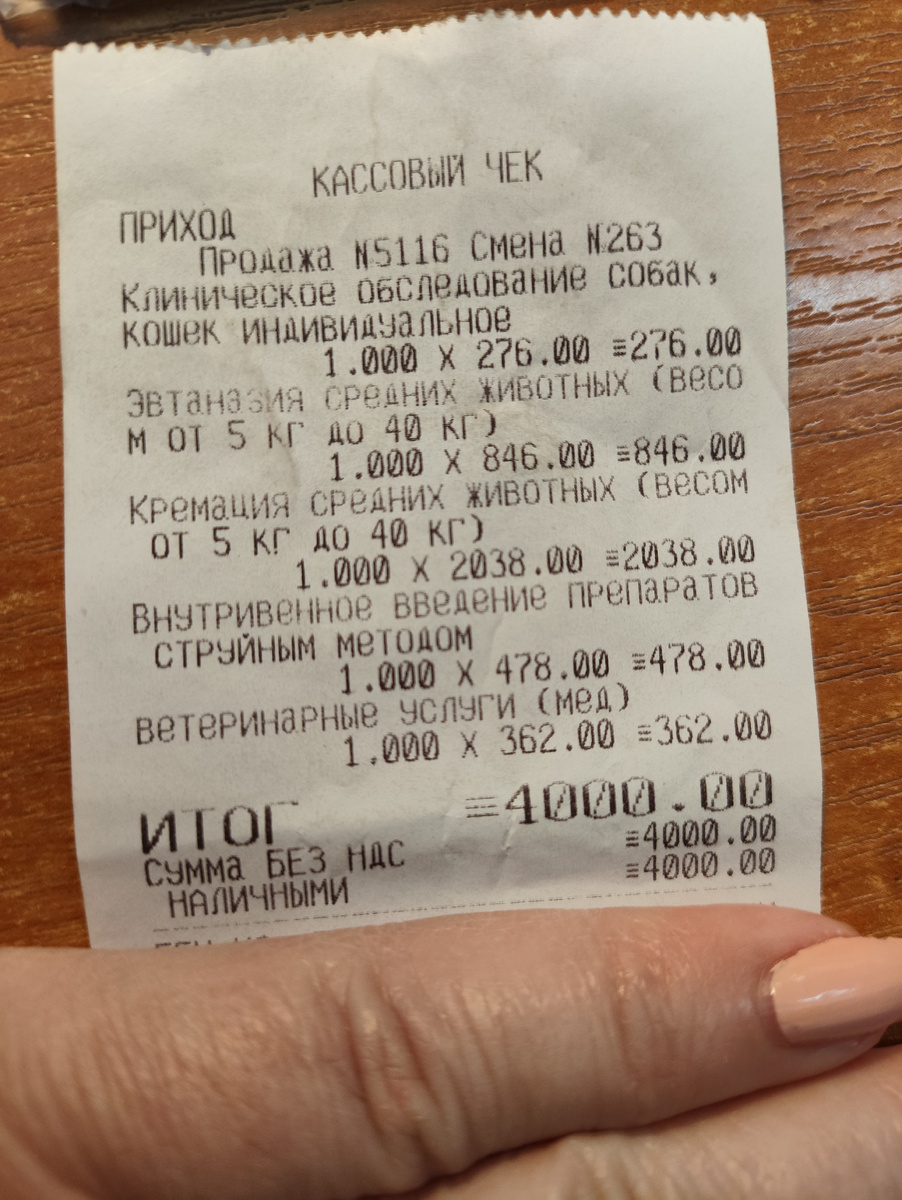 КАССОВЫЙ ЧЕК
ПРИХОД
Продажа №5116 Смена №263
Клиническое обследование собак,
кошек индивидуальное
1.000 X 276.00 ≡276.00
Эвтаназия средних животных (весо
м от 5 кг до 40 кг)
1.000 X 846.00 ≡846.00
Кремация средних животных (весом
от 5 кг до 40 кг)
1.000 X 2038.00 ≡2038.00
Внутривенное введение препаратов
струйным методом
1.000 X 478.00 ≡478.00
ветеринарные услуги (мед)
1.000 X 362.00 ≡362.00
ИТОГ ≡4000.00
СУММА БЕЗ НДС ≡4000.00
НАЛИЧНЫМИ ≡4000.00